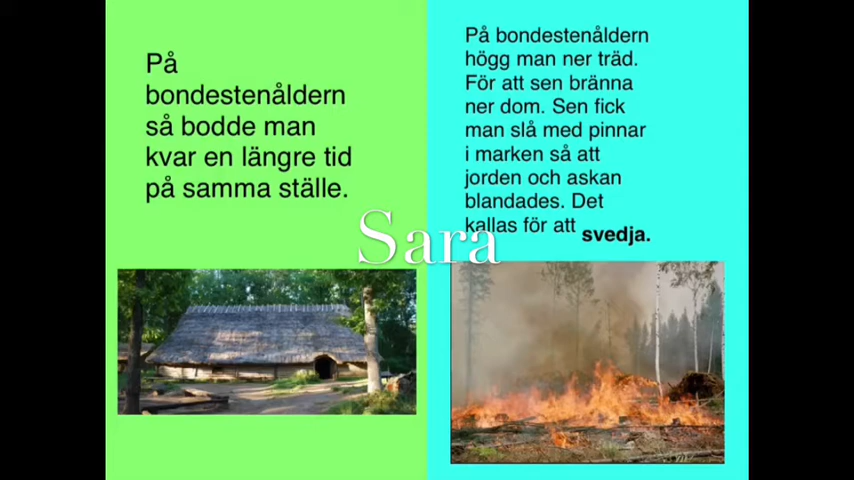 På
bondestenåldern
så bodde man
kvar en längre tid
på samma ställe.
På bondestenåldern
högg man ner träd.
För att sen bränna
ner dom. Sen fick
man slå med pinnar
i marken så att
jorden och askan
blandades. Det
kallas för att svedja.
Sara